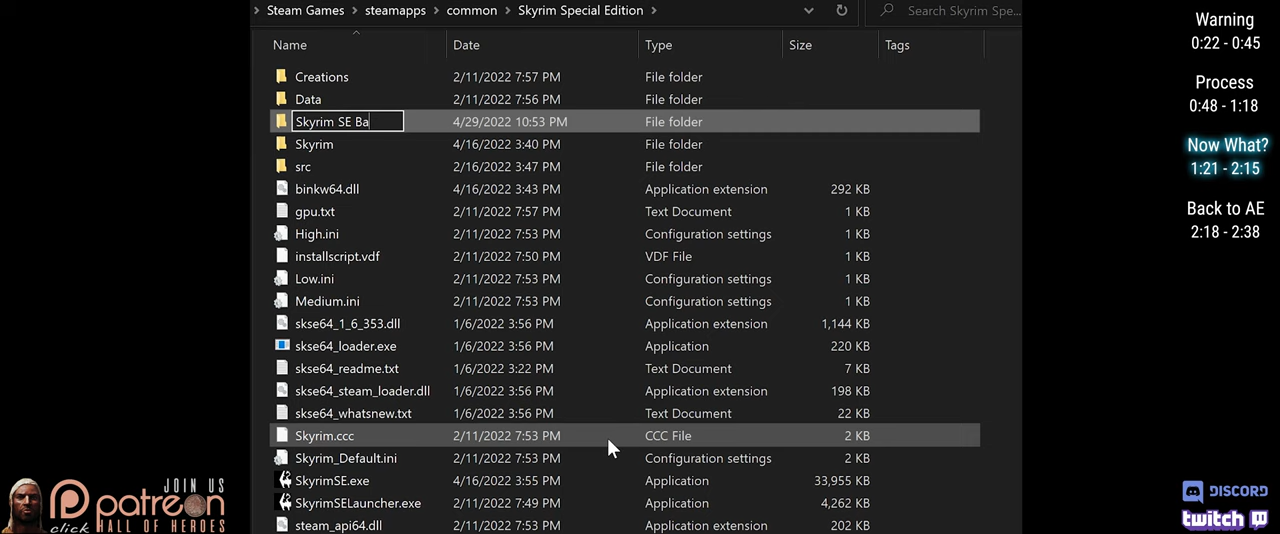 Steam Games > steamapps > common > Skyrim Special Edition >
Search Skyrim Spe...
Name Date Type Size Tags
Creations 2/11/2022 7:57 PM File folder
Data 2/11/2022 7:56 PM File folder
Skyrim SE Ba 4/29/2022 10:53 PM File folder
Skyrim 4/16/2022 3:40 PM File folder
src 2/16/2022 3:47 PM File folder
binkw64.dll 4/16/2022 3:43 PM Application extension 292 KB
gpu.txt 2/11/2022 7:57 PM Text Document 1 KB
High.ini 2/11/2022 7:53 PM Configuration settings 1 KB
installscript.vdf 2/11/2022 7:50 PM VDF File 1 KB
Low.ini 2/11/2022 7:53 PM Configuration settings 1 KB
Medium.ini 2/11/2022 7:53 PM Configuration settings 1 KB
skse64_1_6_353.dll 1/6/2022 3:56 PM Application extension 1,144 KB
skse64_loader.exe 1/6/2022 3:56 PM Application 220 KB
skse64_readme.txt 1/6/2022 3:22 PM Text Document 7 KB
skse64_steam_loader.dll 1/6/2022 3:56 PM Application extension 198 KB
skse64_whatsnew.txt 1/6/2022 3:56 PM Text Document 22 KB
Skyrim.ccc 2/11/2022 7:53 PM CCC File 2 KB
Skyrim_Default.ini 2/11/2022 7:53 PM Configuration settings 2 KB
SkyrimSE.exe 4/16/2022 3:55 PM Application 33,955 KB
SkyrimSELauncher.exe 2/11/2022 7:49 PM Application 4,262 KB
steam_api64.dll 2/11/2022 7:53 PM Application extension 202 KB
Warning
0:22 - 0:45
Process
0:48 - 1:18
Now What?
1:21 - 2:15
Back to AE
2:18 - 2:38
JOIN US
patreon
click HALL OF HEROES
DISCORD
twitch